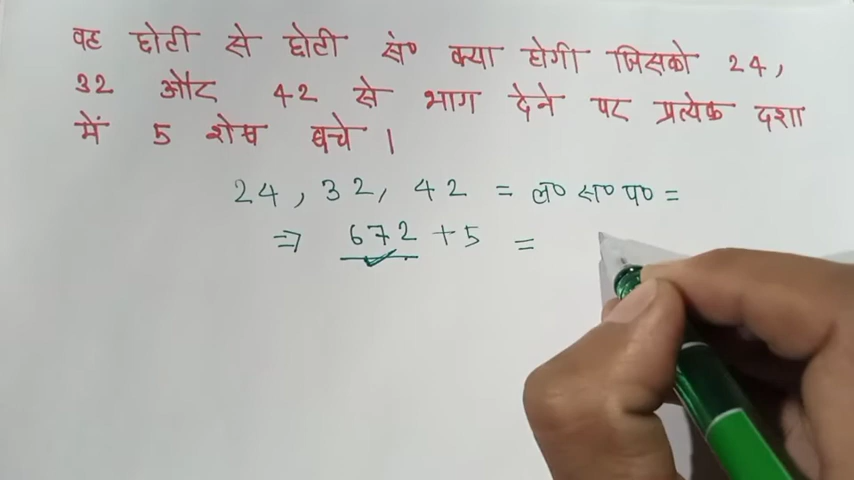 वह छोटी से छोटी सं० क्या होगी जिसको 24,
32 और 42 से भाग देने पर प्रत्येक दशा
में 5 शेष बचे ।
24, 32, 42 = ल० स० प० =
⇒ 672 + 5 =